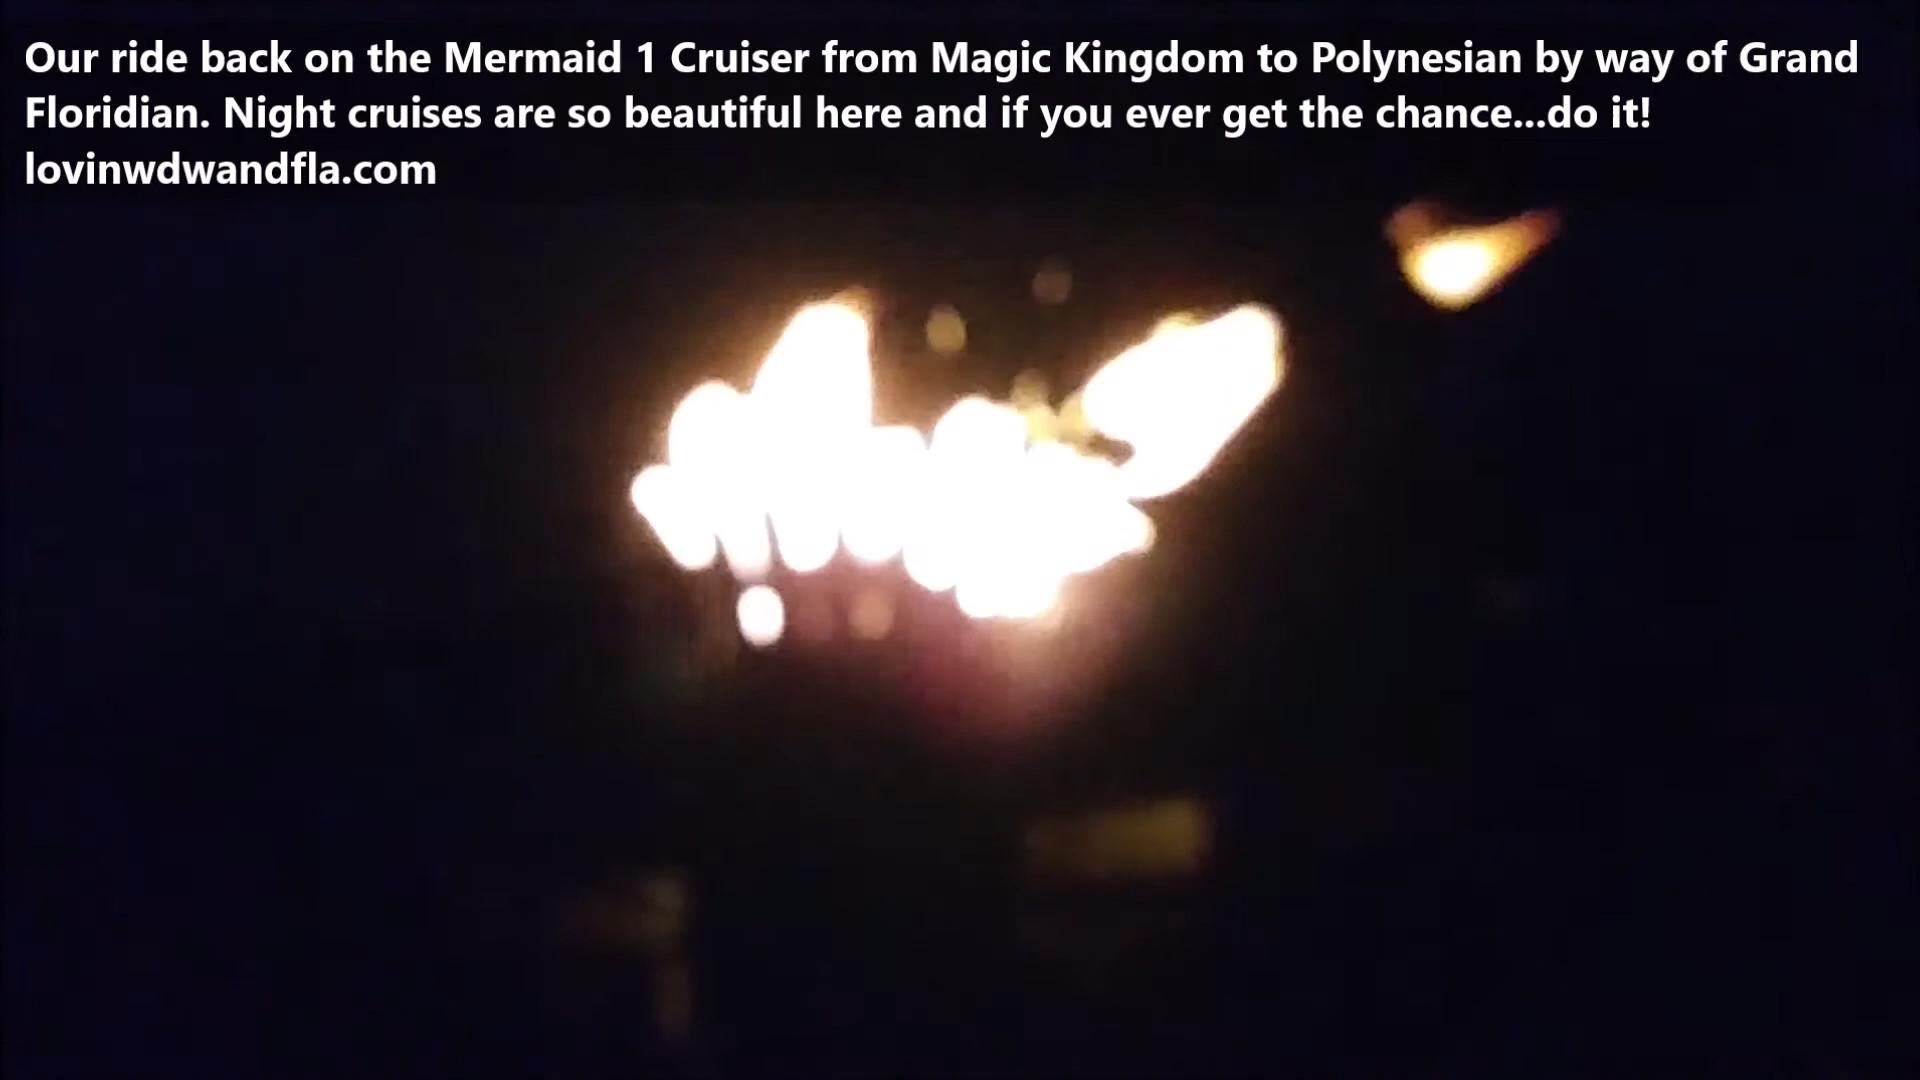 Our ride back on the Mermaid 1 Cruiser from Magic Kingdom to Polynesian by way of Grand
Floridian. Night cruises are so beautiful here and if you ever get the chance...do it!
lovinwdwandfla.com